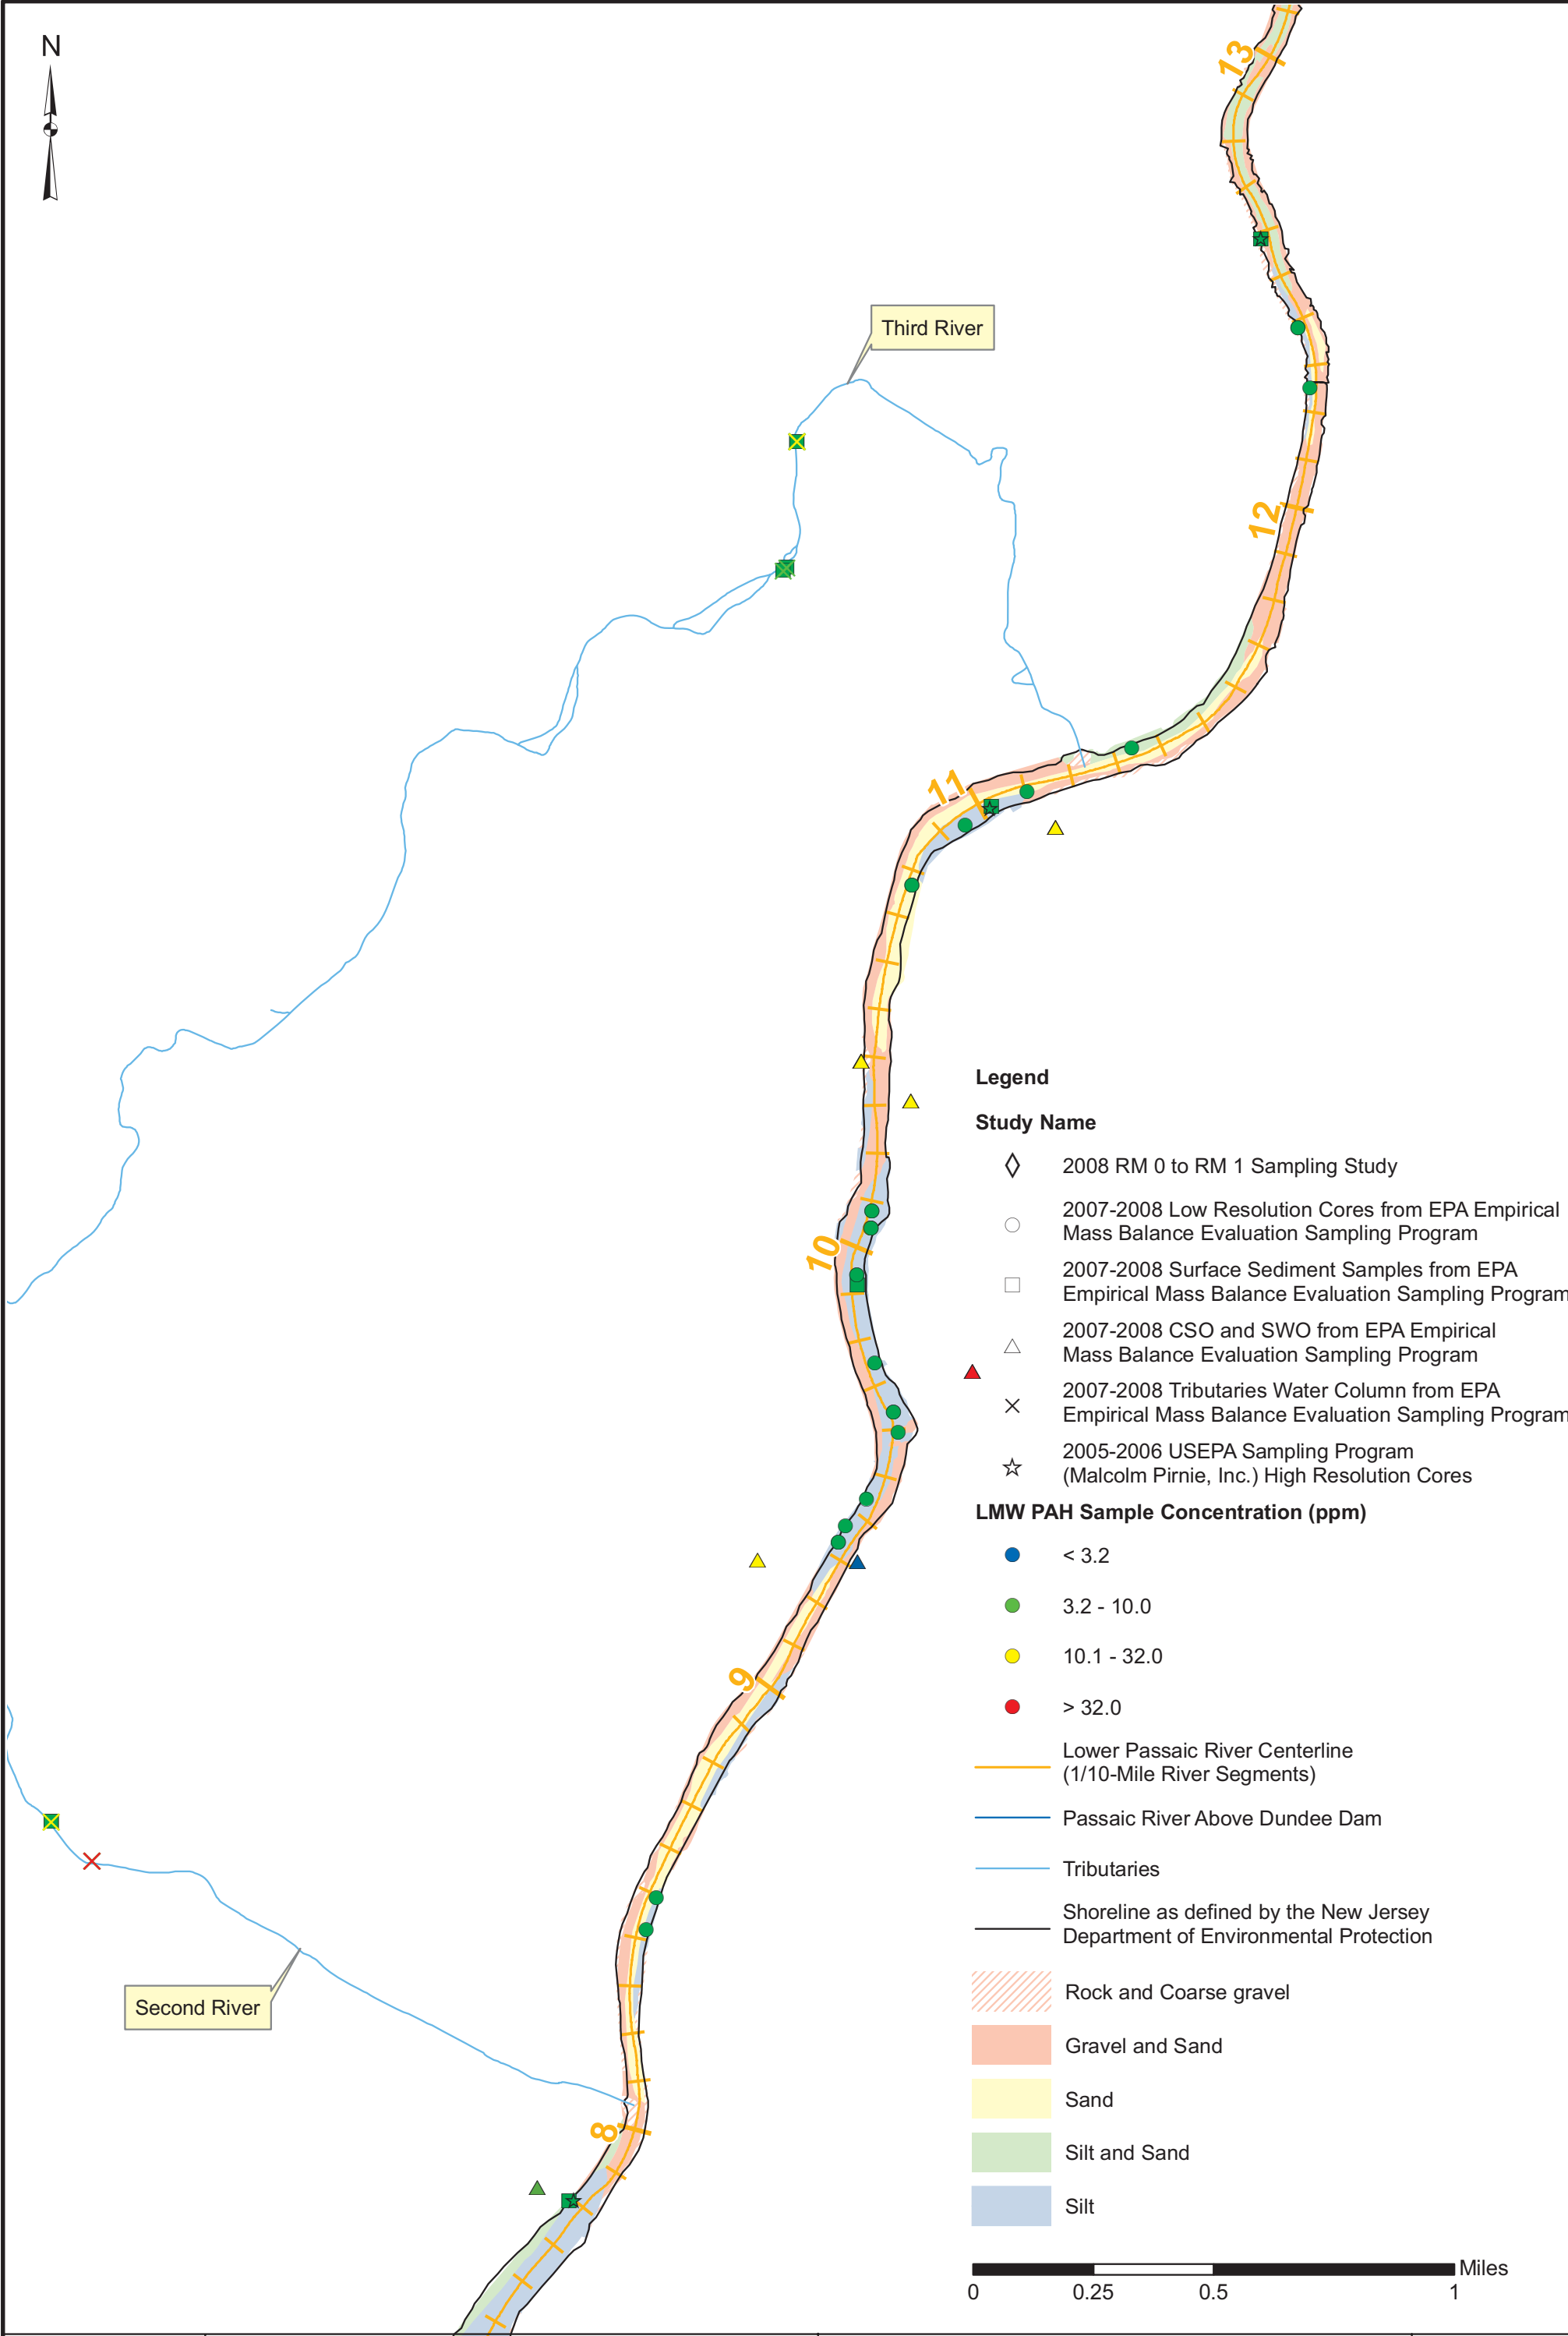 N
13
Third River
12
11
10
9
8
Second River
Legend
Study Name
2008 RM 0 to RM 1 Sampling Study
2007-2008 Low Resolution Cores from EPA Empirical
Mass Balance Evaluation Sampling Program
2007-2008 Surface Sediment Samples from EPA
Empirical Mass Balance Evaluation Sampling Program
2007-2008 CSO and SWO from EPA Empirical
Mass Balance Evaluation Sampling Program
2007-2008 Tributaries Water Column from EPA
Empirical Mass Balance Evaluation Sampling Program
2005-2006 USEPA Sampling Program
(Malcolm Pirnie, Inc.) High Resolution Cores
LMW PAH Sample Concentration (ppm)
< 3.2
3.2 - 10.0
10.1 - 32.0
> 32.0
Lower Passaic River Centerline
(1/10-Mile River Segments)
Passaic River Above Dundee Dam
Tributaries
Shoreline as defined by the New Jersey
Department of Environmental Protection
Rock and Coarse gravel
Gravel and Sand
Sand
Silt and Sand
Silt
Miles
0 0.25 0.5 1